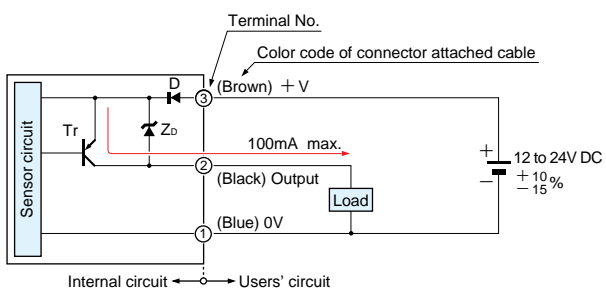 Terminal No.
Color code of connector attached cable
D
③ (Brown) ＋V
Tr
ZD
100mA max.
②
(Black) Output
＋
－
12 to 24V DC
＋10
－15 %
Sensor circuit
Load
① (Blue) 0V
Internal circuit
Users' circuit